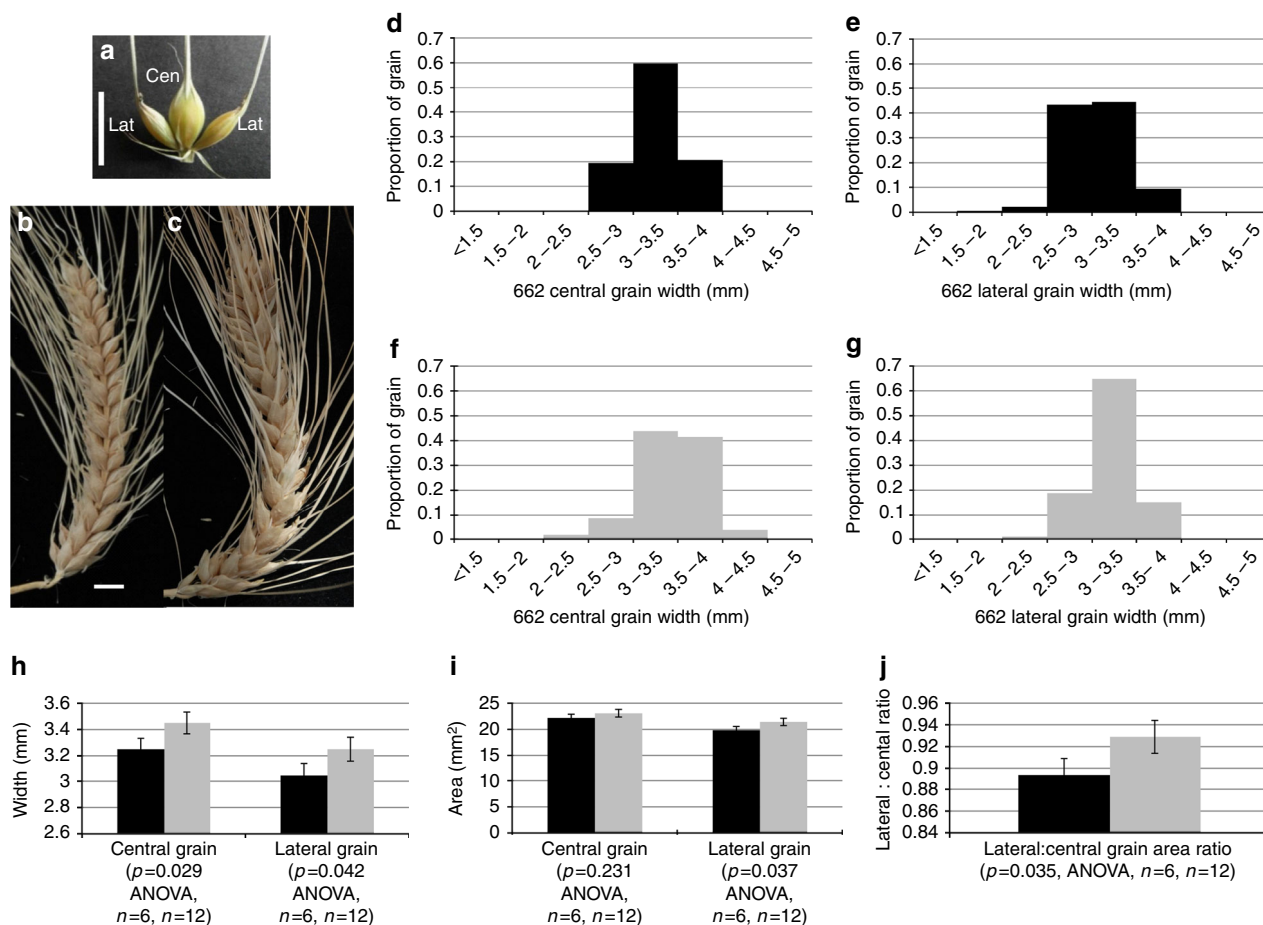 a
Cen
Lat
Lat
b
c
d
Proportion of grain
0.7
0.6
0.5
0.4
0.3
0.2
0.1
0
<1.5
1.5–2
2–2.5
2.5–3
3–3.5
3.5–4
4–4.5
4.5–5
662 central grain width (mm)
e
Proportion of grain
0.7
0.6
0.5
0.4
0.3
0.2
0.1
0
<1.5
1.5–2
2–2.5
2.5–3
3–3.5
3.5–4
4–4.5
4.5–5
662 lateral grain width (mm)
f
Proportion of grain
0.7
0.6
0.5
0.4
0.3
0.2
0.1
0
<1.5
1.5–2
2–2.5
2.5–3
3–3.5
3.5–4
4–4.5
4.5–5
662 central grain width (mm)
g
Proportion of grain
0.7
0.6
0.5
0.4
0.3
0.2
0.1
0
<1.5
1.5–2
2–2.5
2.5–3
3–3.5
3.5–4
4–4.5
4.5–5
662 lateral grain width (mm)
h
Width (mm)
3.6
3.4
3.2
3
2.8
2.6
Central grain
(p=0.029
ANOVA,
n=6, n=12)
Lateral grain
(p=0.042
ANOVA,
n=6, n=12)
i
Area (mm²)
25
20
15
10
5
0
Central grain
(p=0.231
ANOVA,
n=6, n=12)
Lateral grain
(p=0.037
ANOVA,
n=6, n=12)
j
Lateral : cental ratio
0.96
0.94
0.92
0.9
0.88
0.86
0.84
Lateral:central grain area ratio
(p=0.035, ANOVA, n=6, n=12)